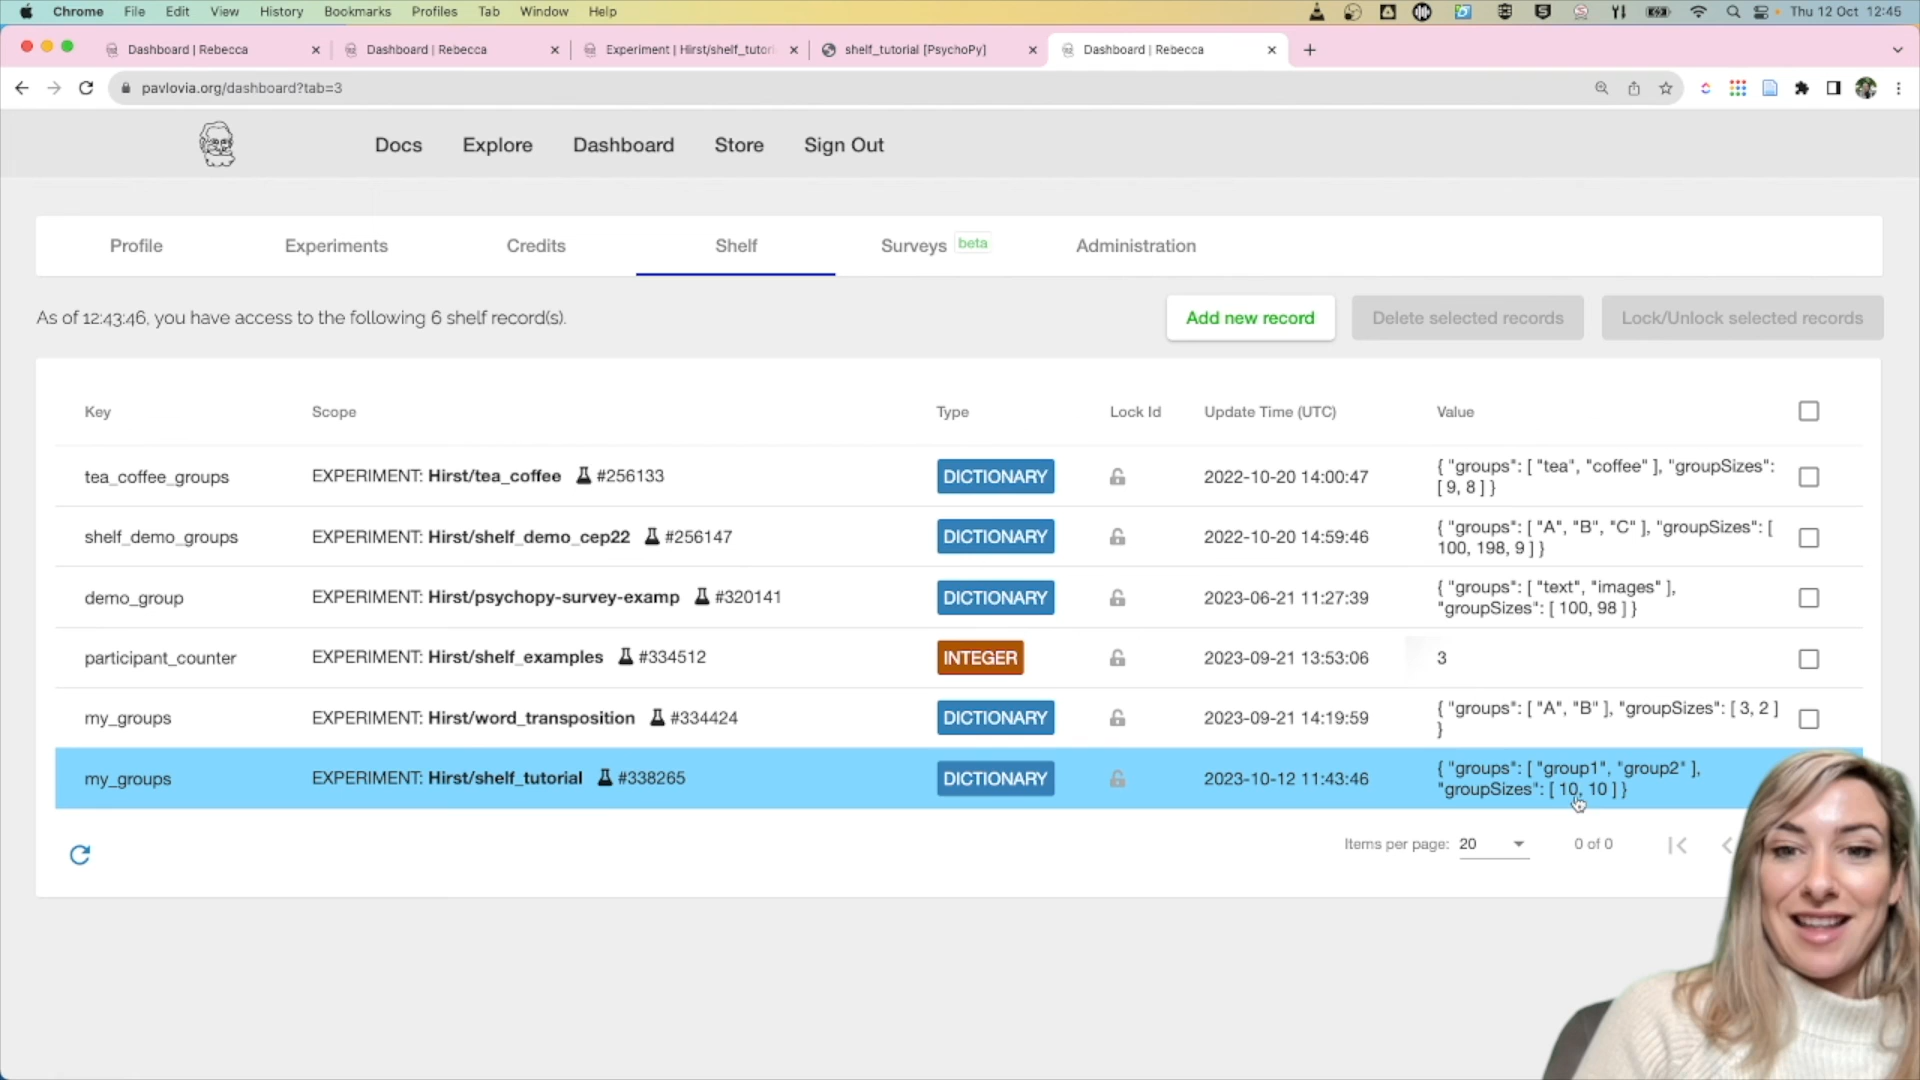 Chrome File Edit View History Bookmarks Profiles Tab Window Help Thu 12 Oct 12:45
Dashboard | Rebecca Dashboard | Rebecca Experiment | Hirst/shelf_tutori shelf_tutorial [PsychoPy] Dashboard | Rebecca
pavlovia.org/dashboard?tab=3
Docs Explore Dashboard Store Sign Out
Profile Experiments Credits Shelf Surveys beta Administration
As of 12:43:46, you have access to the following 6 shelf record(s). Add new record Delete selected records Lock/Unlock selected records
Key Scope Type Lock Id Update Time (UTC) Value
tea_coffee_groups EXPERIMENT: Hirst/tea_coffee #256133 DICTIONARY 2022-10-20 14:00:47 { "groups": [ "tea", "coffee" ], "groupSizes":
[ 9, 8 ] }
shelf_demo_groups EXPERIMENT: Hirst/shelf_demo_cep22 #256147 DICTIONARY 2022-10-20 14:59:46 { "groups": [ "A", "B", "C" ], "groupSizes": [
100, 198, 9 ] }
demo_group EXPERIMENT: Hirst/psychopy-survey-examp #320141 DICTIONARY 2023-06-21 11:27:39 { "groups": [ "text", "images" ],
"groupSizes": [ 100, 98 ] }
participant_counter EXPERIMENT: Hirst/shelf_examples #334512 INTEGER 2023-09-21 13:53:06 3
my_groups EXPERIMENT: Hirst/word_transposition #334424 DICTIONARY 2023-09-21 14:19:59 { "groups": [ "A", "B" ], "groupSizes": [ 3, 2 ]
}
my_groups EXPERIMENT: Hirst/shelf_tutorial #338265 DICTIONARY 2023-10-12 11:43:46 { "groups": [ "group1", "group2" ],
"groupSizes": [ 10, 10 ] }
Items per page: 20 0 of 0